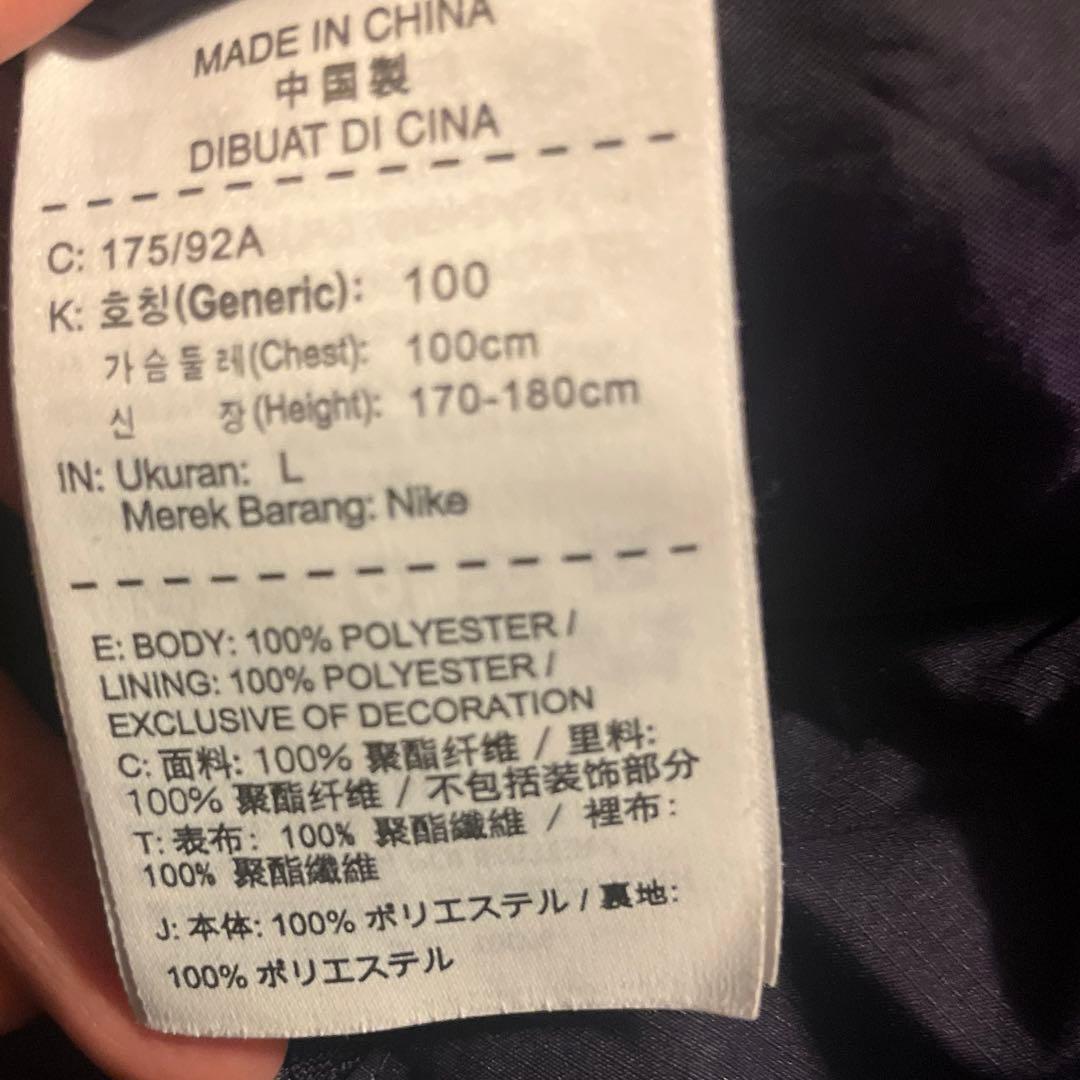 MADE IN CHINA
中国製
DIBUAT DI CINA
C: 175/92A
K: 호칭(Generic): 100
가슴둘레(Chest): 100cm
신 장(Height): 170-180cm
IN: Ukuran: L
Merek Barang: Nike
E: BODY: 100% POLYESTER /
LINING: 100% POLYESTER /
EXCLUSIVE OF DECORATION
C: 面料: 100% 聚酯纤维 / 里料:
100% 聚酯纤维 / 不包括装饰部分
T: 表布: 100% 聚酯纖維 / 裡布:
100% 聚酯纖維
J: 本体: 100% ポリエステル / 裏地:
100% ポリエステル